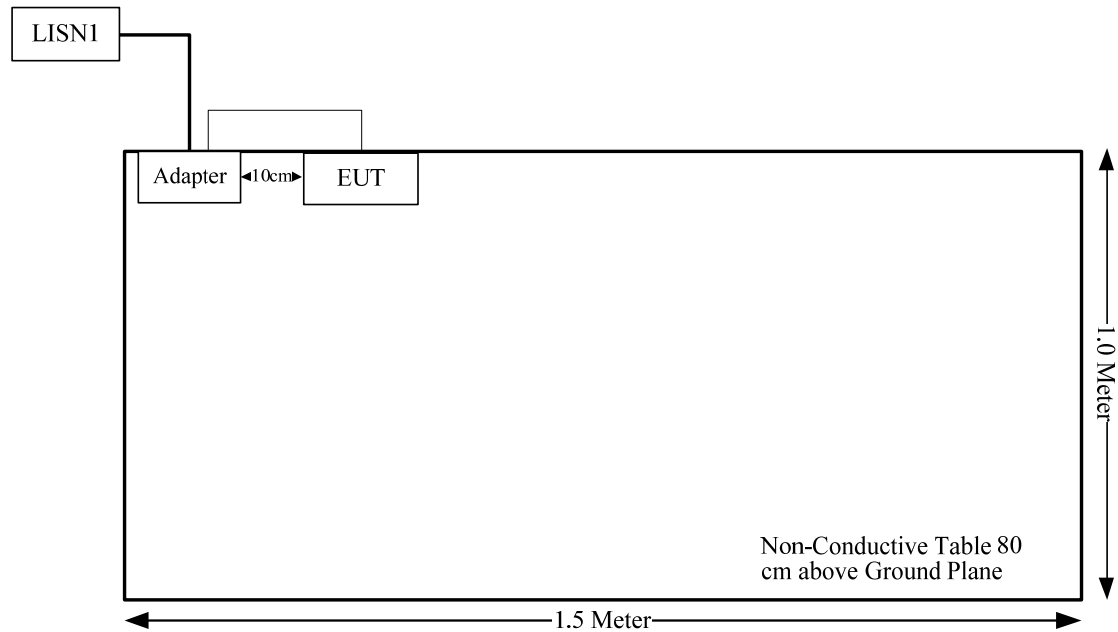 LISN1
Adapter
10cm
EUT
1.0 Meter
Non-Conductive Table 80
cm above Ground Plane
1.5 Meter